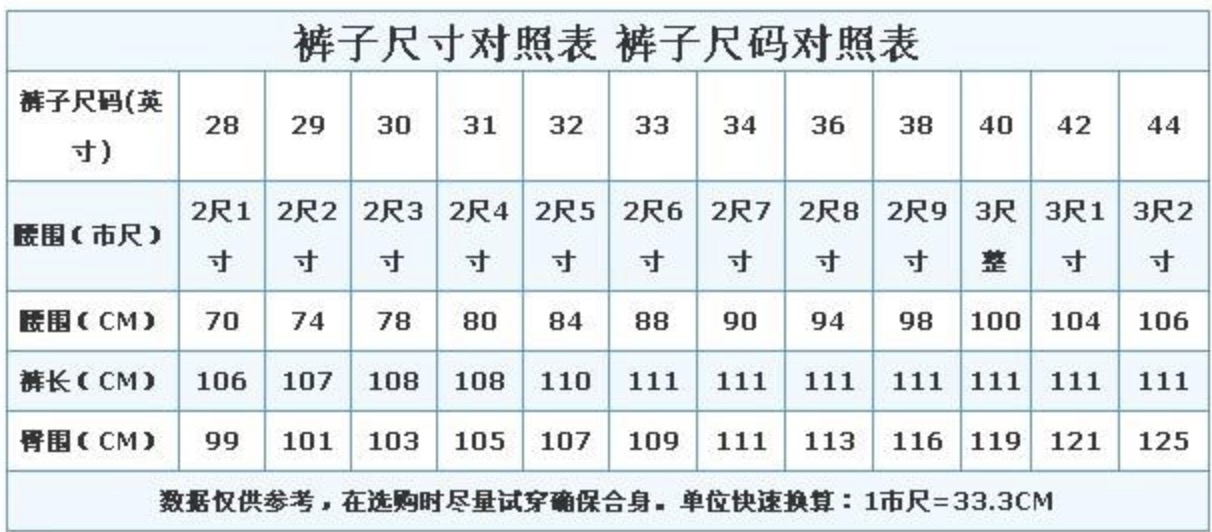 裤子尺寸对照表 裤子尺码对照表
裤子尺码(英寸) 28 29 30 31 32 33 34 36 38 40 42 44
腰围(市尺) 2尺1寸 2尺2寸 2尺3寸 2尺4寸 2尺5寸 2尺6寸 2尺7寸 2尺8寸 2尺9寸 3尺整 3尺1寸 3尺2寸
腰围(CM) 70 74 78 80 84 88 90 94 98 100 104 106
裤长(CM) 106 107 108 108 110 111 111 111 111 111 111 111
臀围(CM) 99 101 103 105 107 109 111 113 116 119 121 125
数据仅供参考,在选购时尽量试穿确保合身。单位快速换算:1市尺=33.3CM